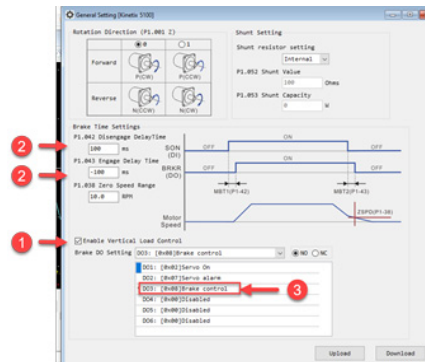 General Setting [Kinetix 5100]
Rotation Direction (P1.001 Z)
0
1
Forward
P(CCW)
P(CCW)
Reverse
N(CCW)
Shunt Setting
Shunt resistor setting
Internal
P1.052 Shunt Value
100 Ohms
P1.053 Shunt Capacity
0 W
Brake Time Settings
P1.042 Disengage DelayTime
2
100 ms
P1.043 Engage Delay Time
2
-100 ms
P1.038 Zero Speed Range
10.0 RPM
SON
(DI)
OFF
ON
OFF
BRKR
(DO)
OFF
ON
OFF
MBT1(P1-42)
MBT2(P1-43)
ZSPD(P1-38)
Motor
Speed
1
Enable Vertical Load Control
Brake DO Setting
DO3: [0x08]Brake control
NO
NC
DO1: [0x02]Servo On
DO2: [0x07]Servo alarm
DO3: [0x08]Brake control
3
DO4: [0x00]Disabled
DO5: [0x00]Disabled
DO6: [0x00]Disabled
Upload
Download